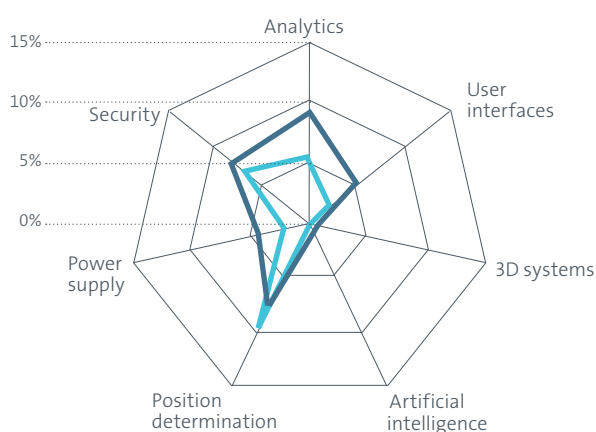 Analytics
15%
User
interfaces
10%
Security
5%
0%
Power
supply
3D systems
Position
determination
Artificial
intelligence